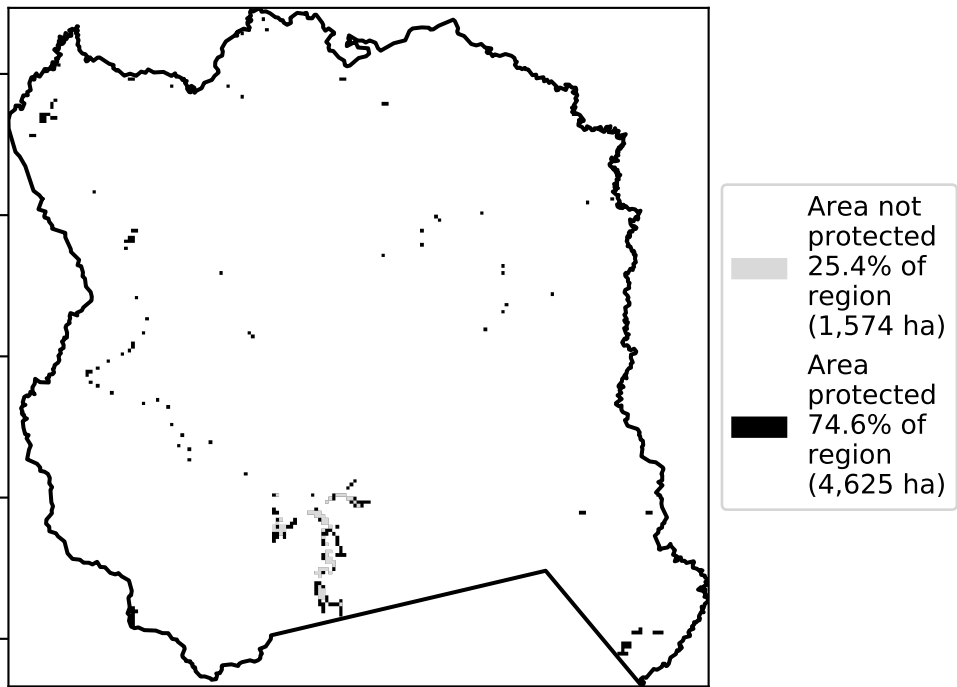 Area not
protected
25.4% of
region
(1,574 ha)
Area
protected
74.6% of
region
(4,625 ha)